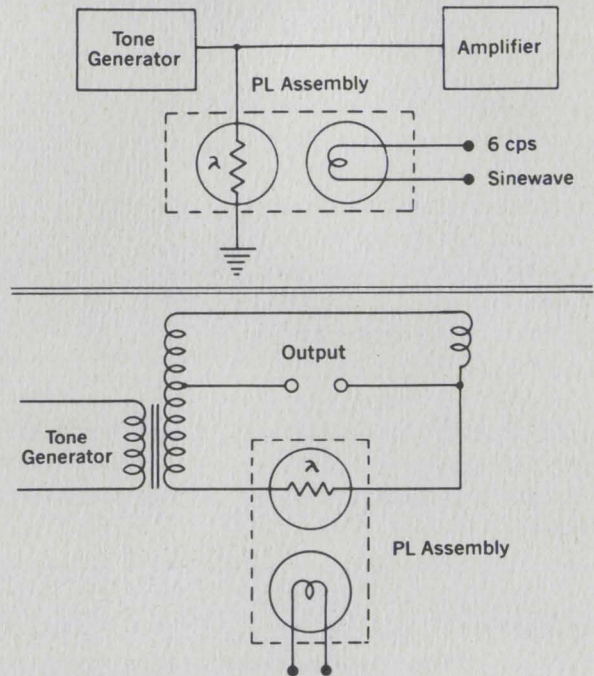 Tone
Generator
Amplifier
PL Assembly
λ
6 cps
Sinewave
Output
Tone
Generator
λ
PL Assembly